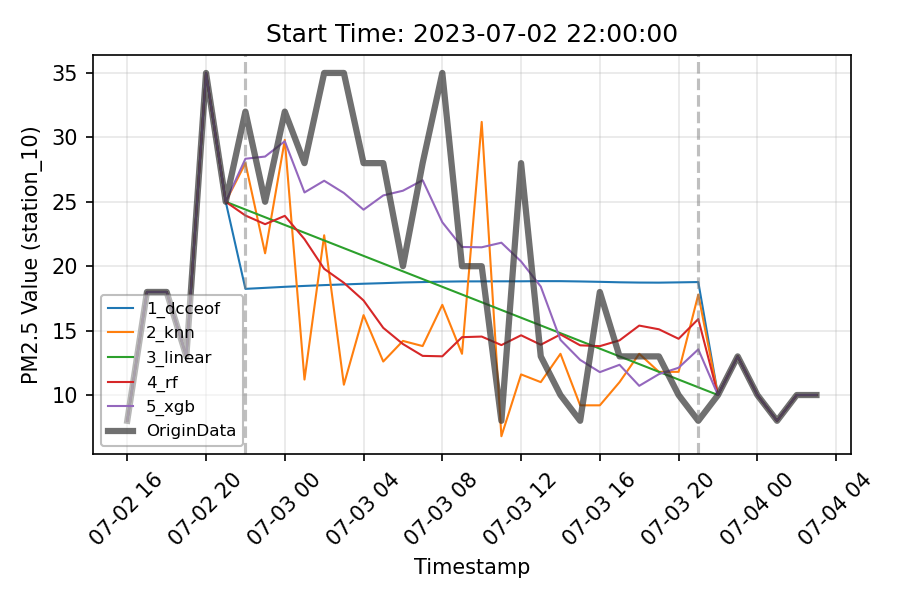 Start Time: 2023-07-02 22:00:00
PM2.5 Value (station_10)
35
30
25
20
15
10
1_dcceof
2_knn
3_linear
4_rf
5_xgb
OriginData
07-02 16
07-02 20
07-03 00
07-03 04
07-03 08
07-03 12
07-03 16
07-03 20
07-04 00
07-04 04
Timestamp